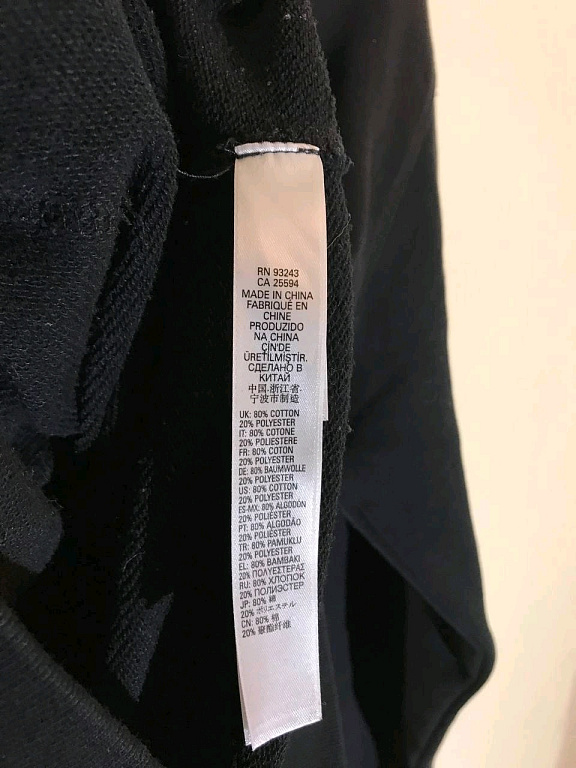 RN 93243
CA 25594
MADE IN CHINA
FABRIQUÉ EN
CHINE
PRODUZIDO
NA CHINA
ÇİN'DE
ÜRETİLMİŞTİR.
СДЕЛАНО В
КИТАЙ
中国·浙江省·
宁波市制造
UK: 80% COTTON
20% POLYESTER
IT: 80% COTONE
20% POLIESTERE
FR: 80% COTON
20% POLYESTER
DE: 80% BAUMWOLLE
20% POLYESTER
US: 80% COTTON
20% POLYESTER
ES-MX: 80% ALGODÓN
20% POLIÉSTER
PT: 80% ALGODÃO
20% POLIÉSTER
TR: 80% PAMUKLU
20% POLYESTER
EL: 80% BAMBAKI
20% ΠΟΛΥΕΣΤΕΡΑΣ
RU: 80% ХЛОПОК
20% ПОЛИЭСТЕР
JP: 80% 綿
20% ポリエステル
CN: 80% 棉
20% 聚酯纤维